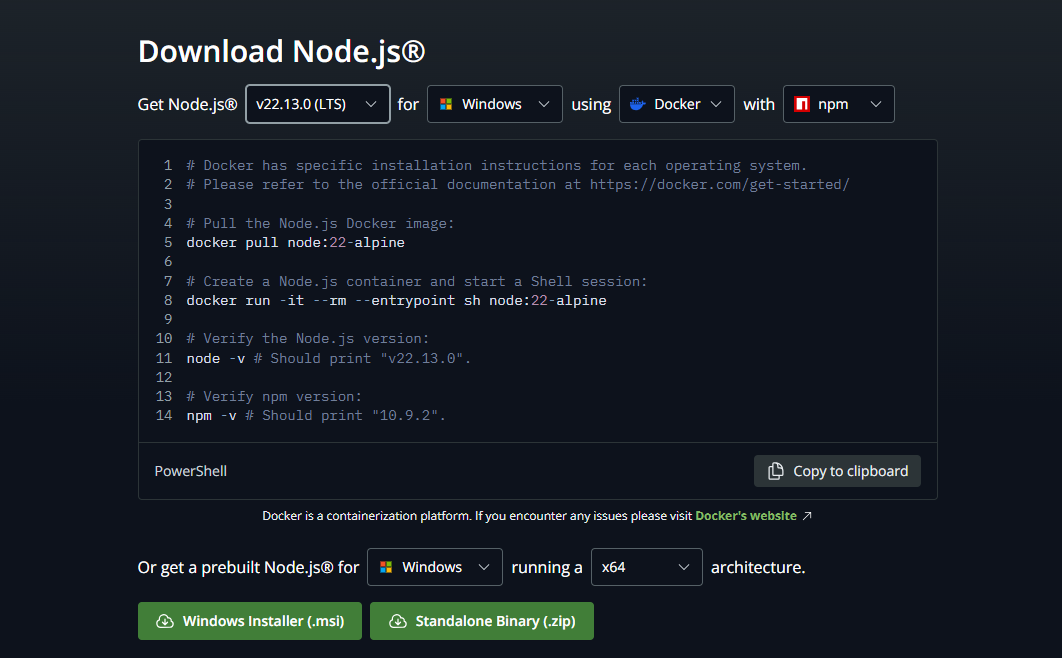 Download Node.js®
Get Node.js® v22.13.0 (LTS) for Windows using Docker with npm
1 # Docker has specific installation instructions for each operating system.
2 # Please refer to the official documentation at https://docker.com/get-started/
3
4 # Pull the Node.js Docker image:
5 docker pull node:22-alpine
6
7 # Create a Node.js container and start a Shell session:
8 docker run -it --rm --entrypoint sh node:22-alpine
9
10 # Verify the Node.js version:
11 node -v # Should print "v22.13.0".
12
13 # Verify npm version:
14 npm -v # Should print "10.9.2".
PowerShell Copy to clipboard
Docker is a containerization platform. If you encounter any issues please visit Docker's website
Or get a prebuilt Node.js® for Windows running a x64 architecture.
Windows Installer (.msi) Standalone Binary (.zip)